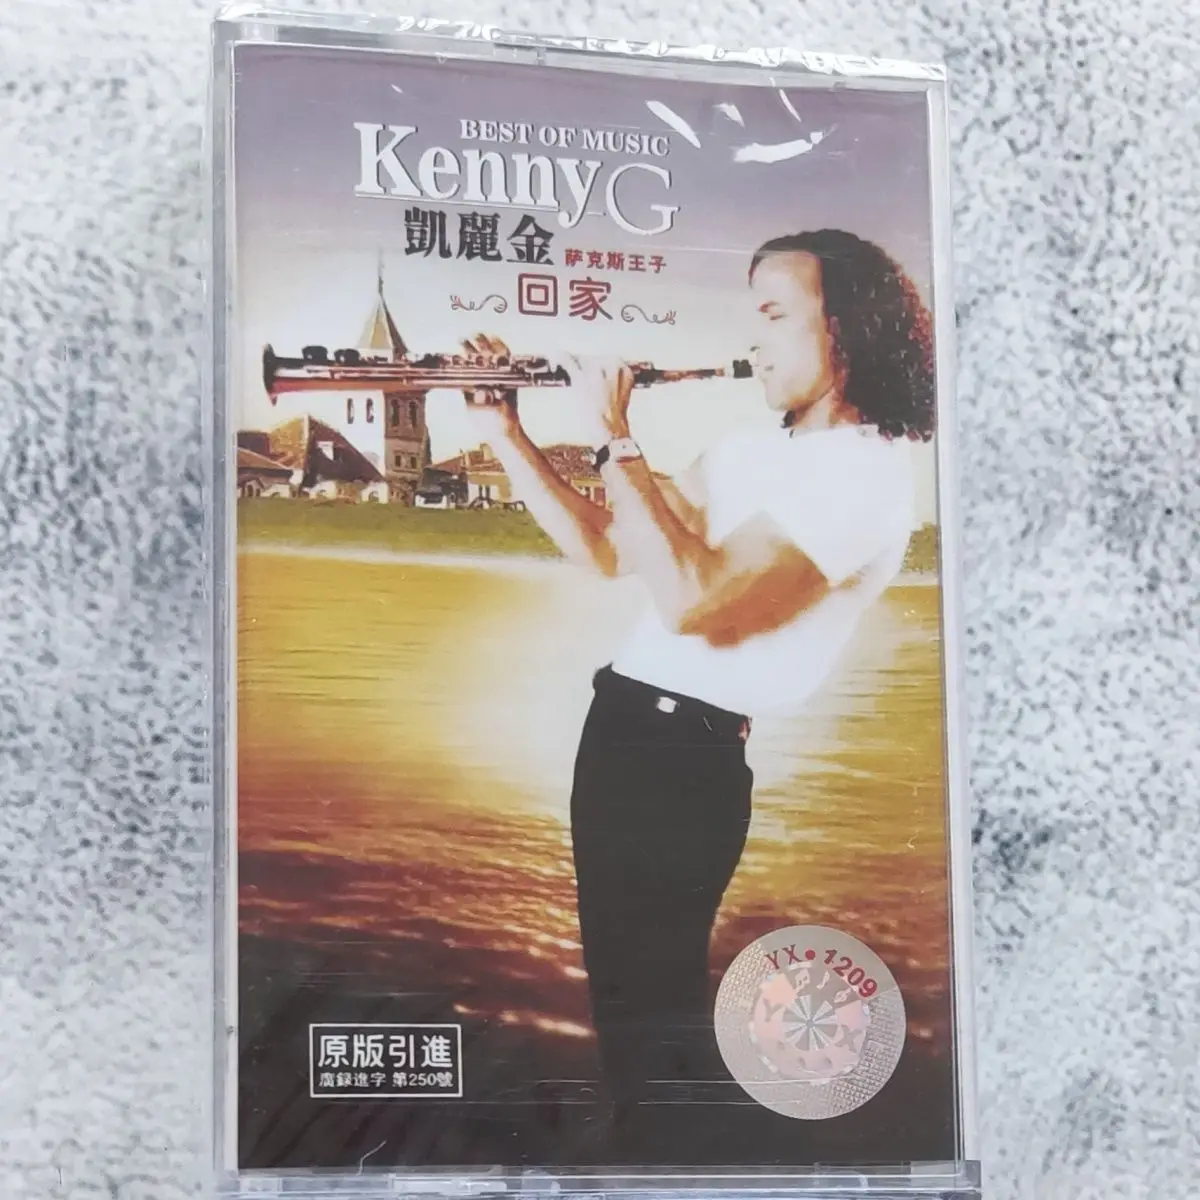 BEST OF MUSIC
Kenny G
凱麗金
萨克斯王子
回家
YX•1209
原版引進
廣録進字 第250號